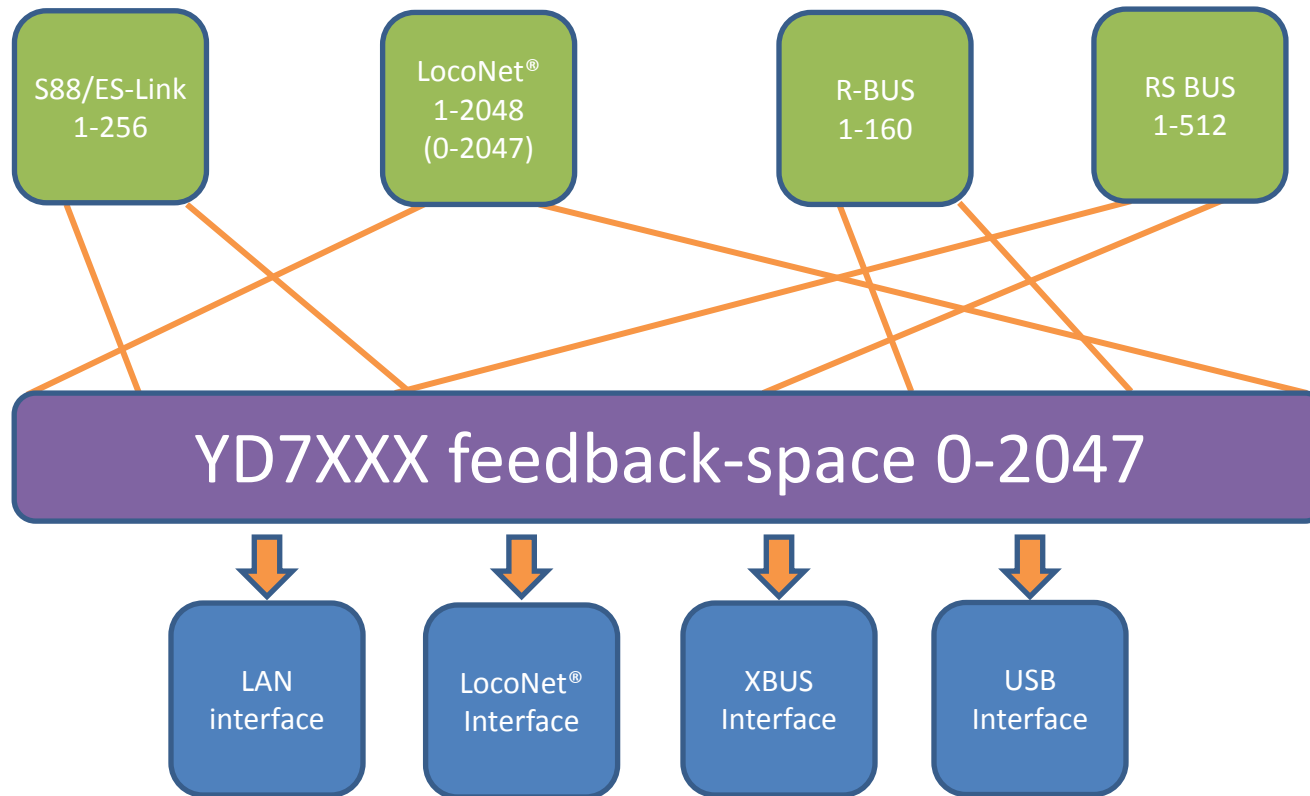 S88/ES-Link
1-256
LocoNet®
1-2048
(0-2047)
R-BUS
1-160
RS BUS
1-512
YD7XXX feedback-space 0-2047
LAN
interface
LocoNet®
Interface
XBUS
Interface
USB
Interface